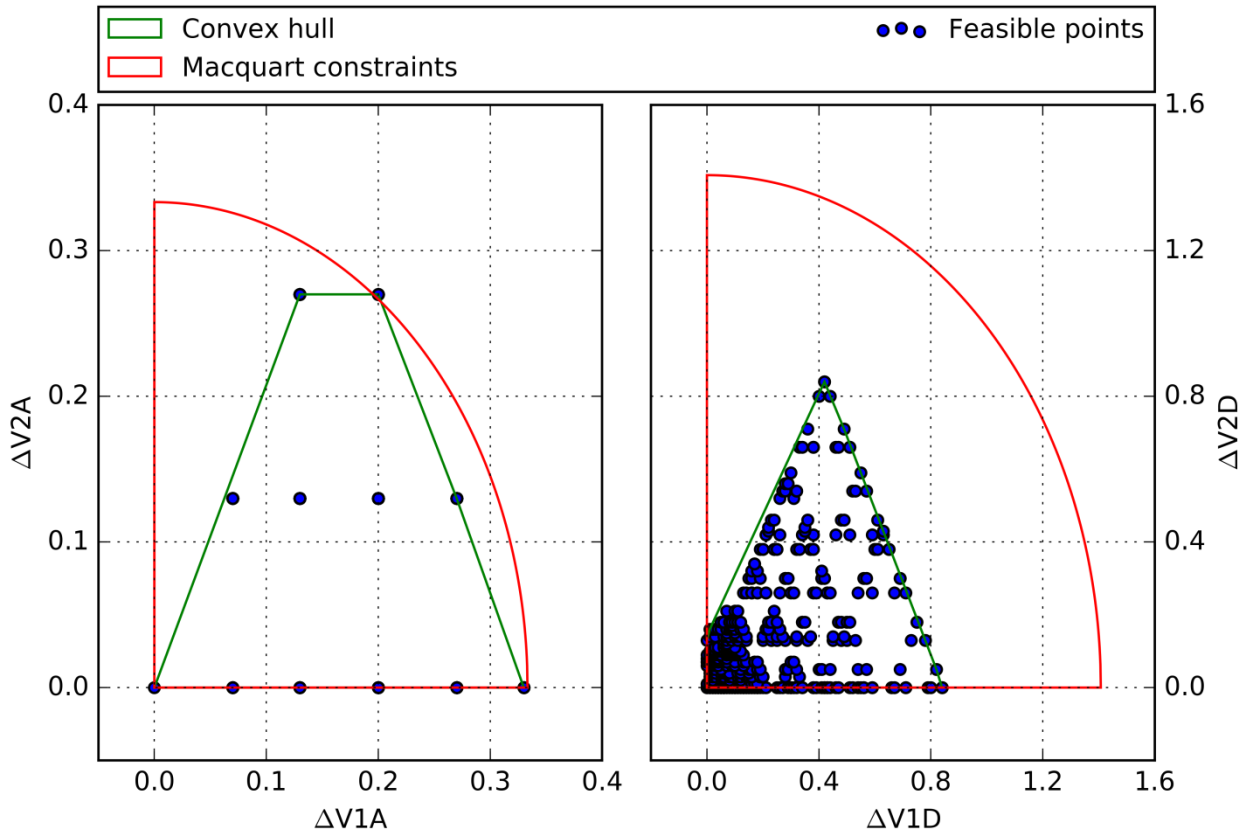 Convex hull
Macquart constraints
Feasible points
0.4
0.3
0.2
0.1
0.0
ΔV2A
0.0 0.1 0.2 0.3 0.4
ΔV1A
1.6
1.2
0.8
0.4
0.0
ΔV2D
0.0 0.4 0.8 1.2 1.6
ΔV1D